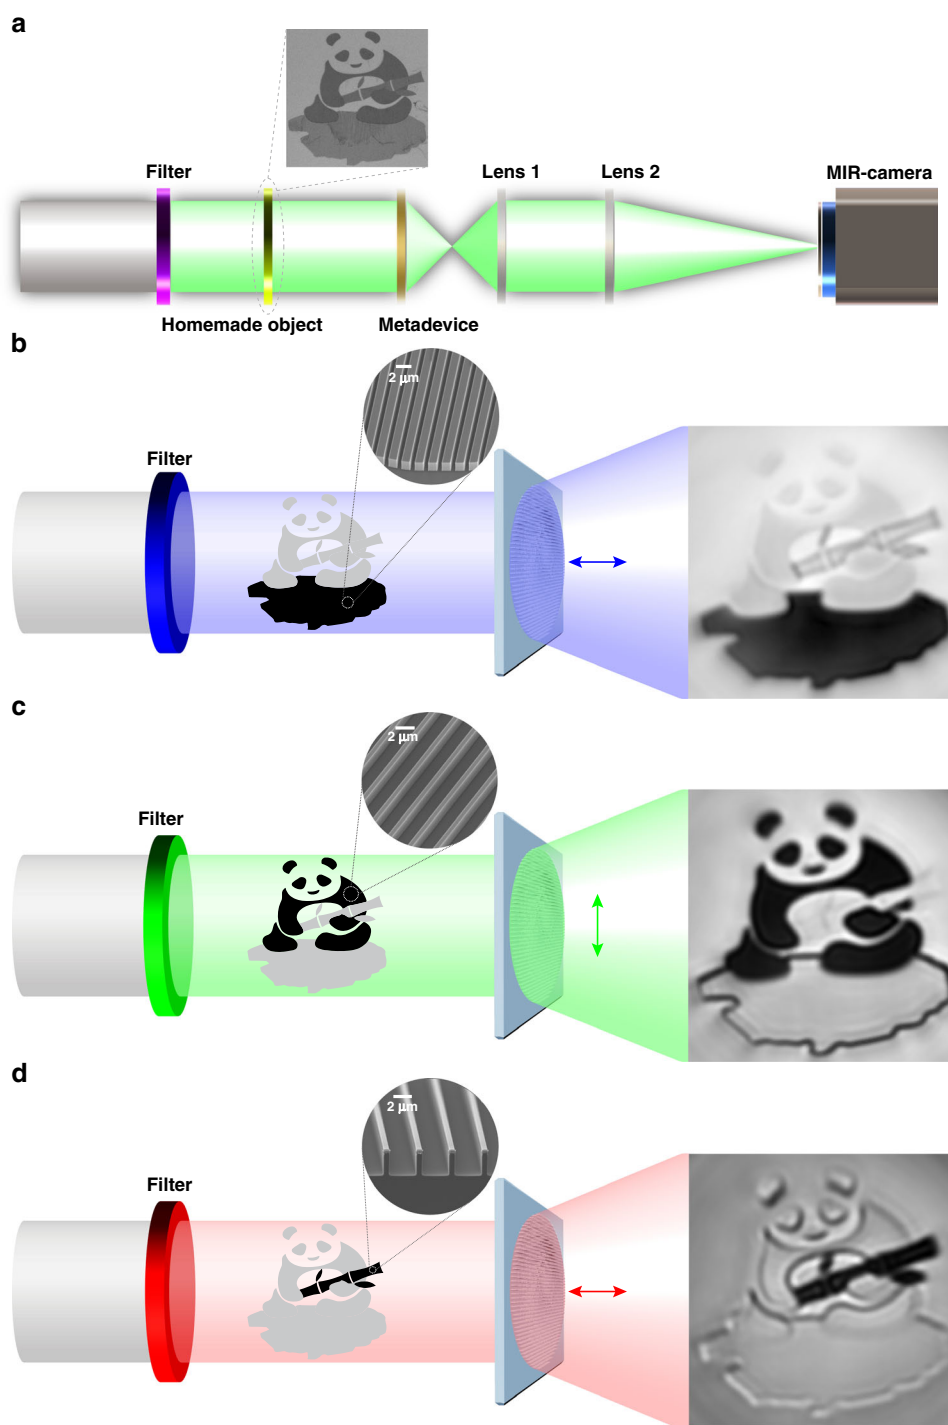 a
Filter
Lens 1
Lens 2
MIR-camera
Homemade object
Metadevice
b
2 μm
Filter
c
2 μm
Filter
d
2 μm
Filter